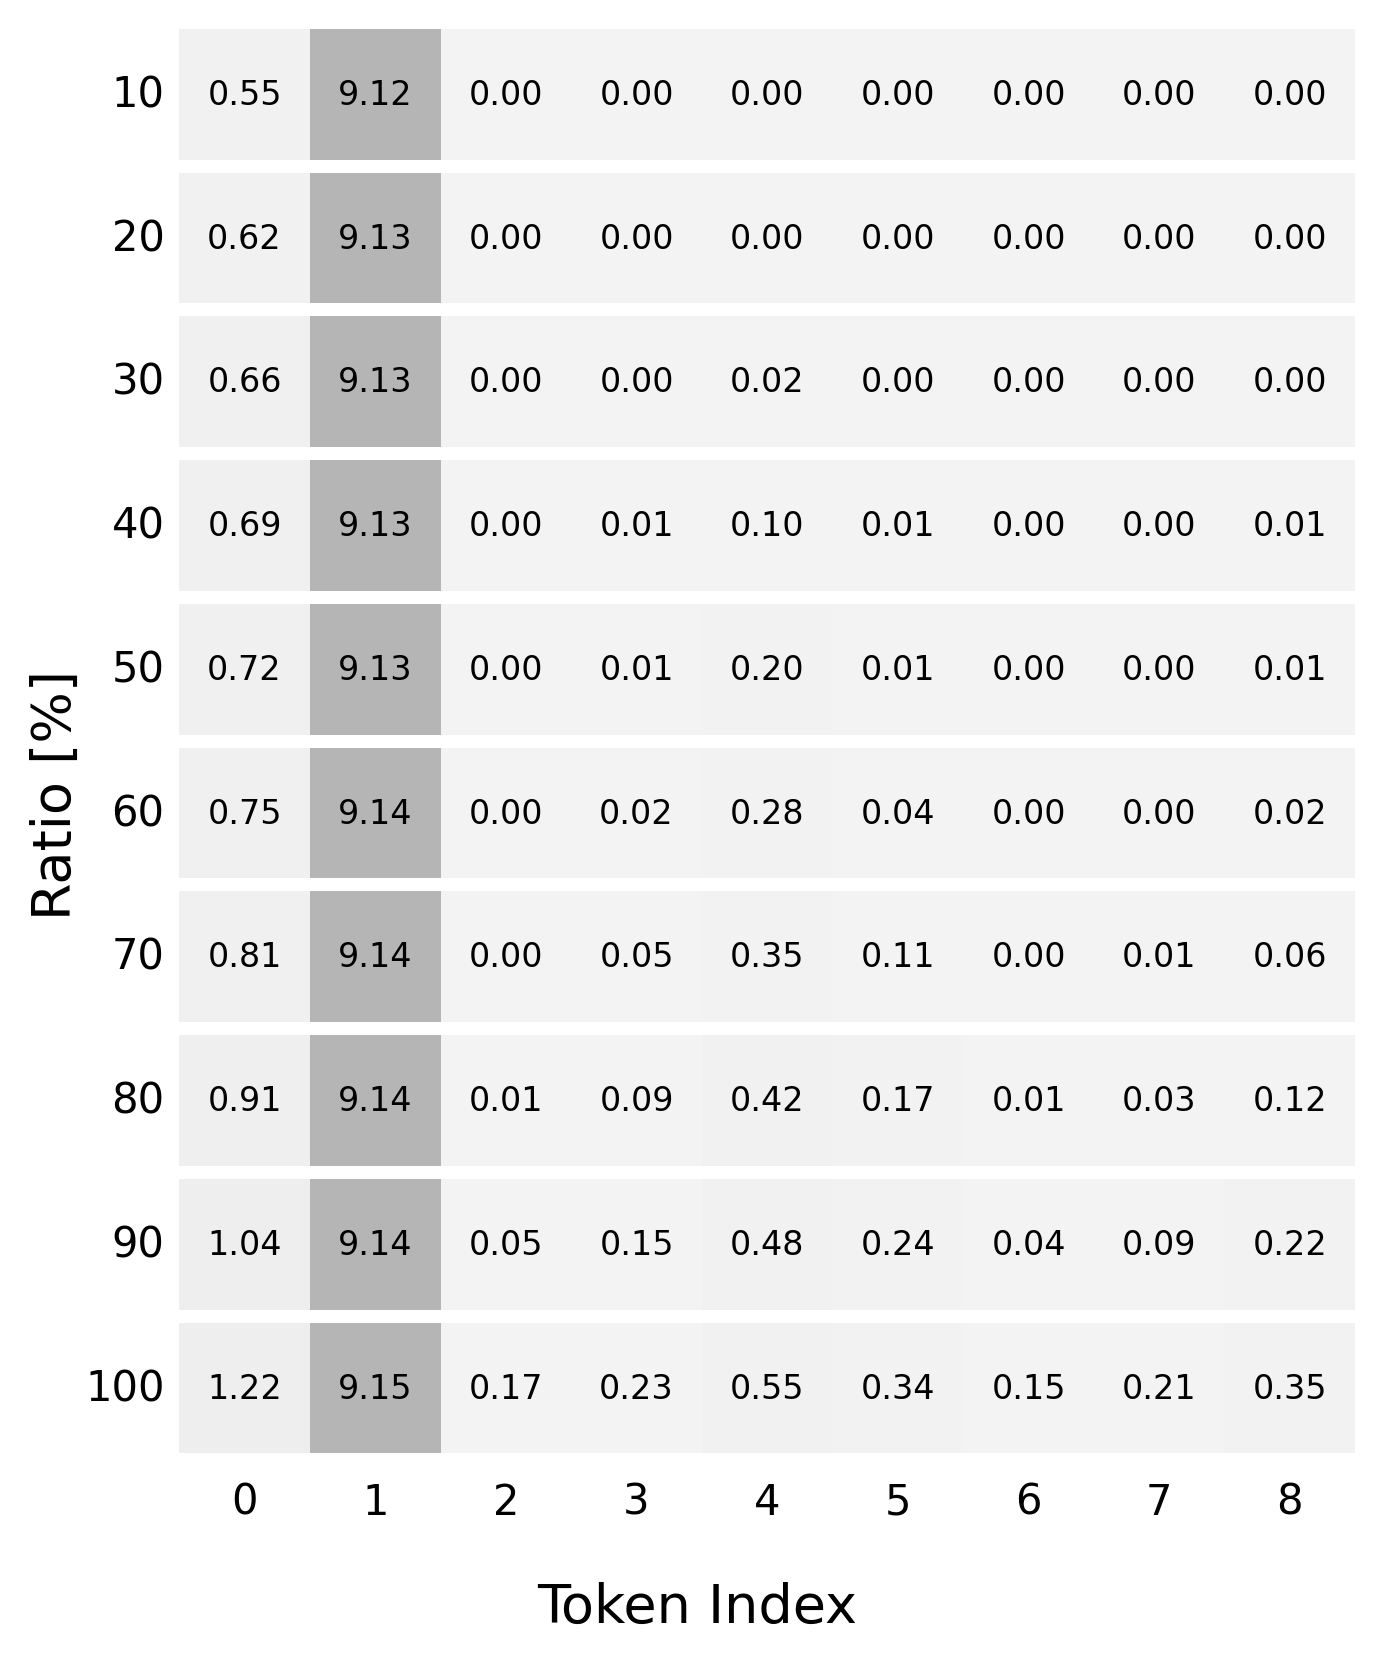 10 0.55 9.12 0.00 0.00 0.00 0.00 0.00 0.00 0.00
20 0.62 9.13 0.00 0.00 0.00 0.00 0.00 0.00 0.00
30 0.66 9.13 0.00 0.00 0.02 0.00 0.00 0.00 0.00
40 0.69 9.13 0.00 0.01 0.10 0.01 0.00 0.00 0.01
50 0.72 9.13 0.00 0.01 0.20 0.01 0.00 0.00 0.01
60 0.75 9.14 0.00 0.02 0.28 0.04 0.00 0.00 0.02
70 0.81 9.14 0.00 0.05 0.35 0.11 0.00 0.01 0.06
80 0.91 9.14 0.01 0.09 0.42 0.17 0.01 0.03 0.12
90 1.04 9.14 0.05 0.15 0.48 0.24 0.04 0.09 0.22
100 1.22 9.15 0.17 0.23 0.55 0.34 0.15 0.21 0.35
0 1 2 3 4 5 6 7 8
Token Index
Ratio [%]